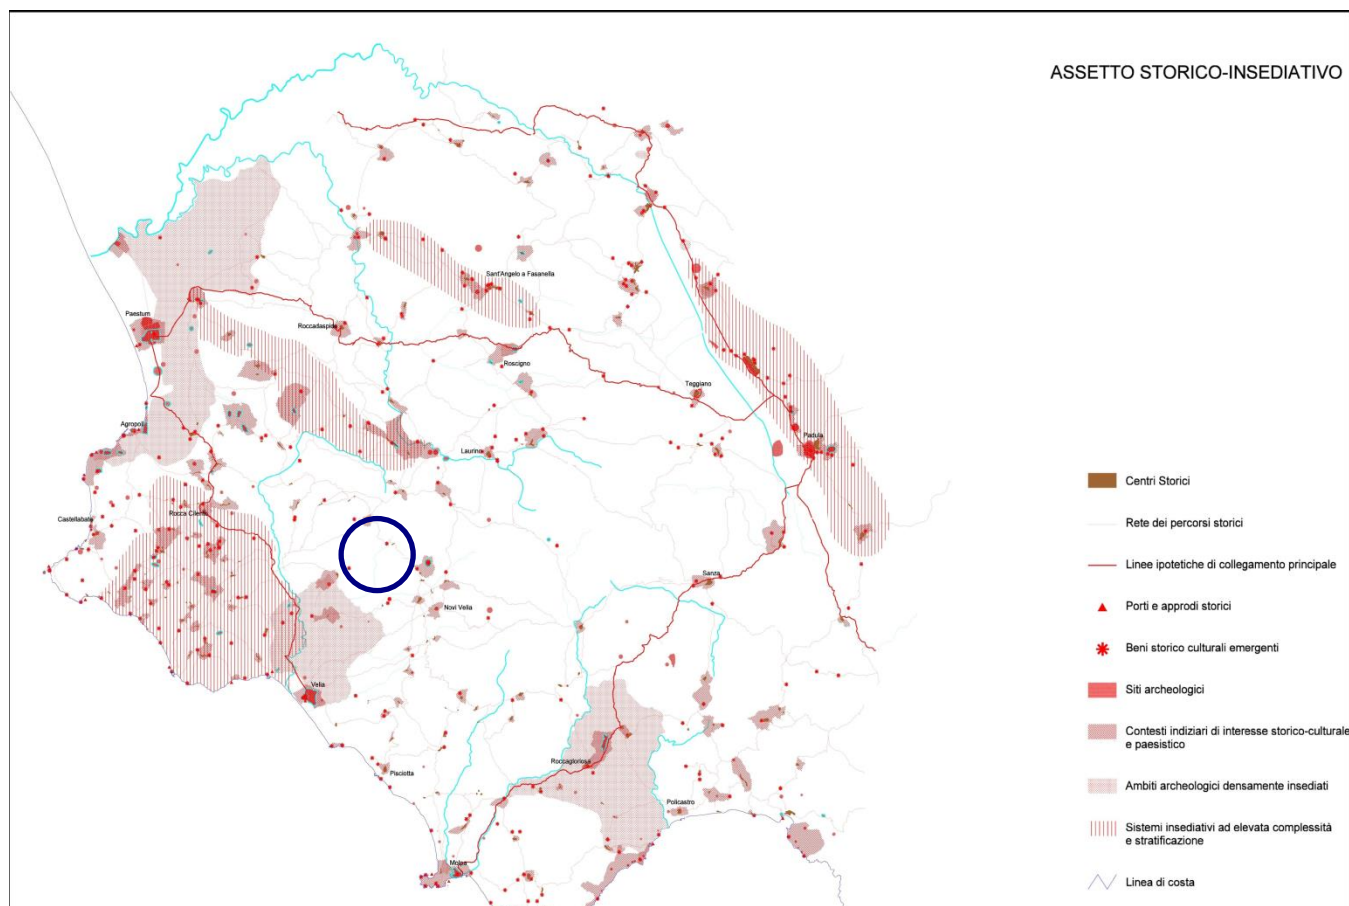 ASSETTO STORICO-INSEDIATIVO
Sant'Angelo a Fasanella
Paestum
Roccadaspide
Roscigno
Teggiano
Agropoli
Padula
Laurino
Castellabate
Rocca Cilento
Sanza
Novi Velia
Velia
Roccagloriosa
Pisciotta
Policastro
Molpa
Centri Storici
Rete dei percorsi storici
Linee ipotetiche di collegamento principale
Porti e approdi storici
Beni storico culturali emergenti
Siti archeologici
Contesti indiziari di interesse storico-culturale
e paesistico
Ambiti archeologici densamente insediati
Sistemi insediativi ad elevata complessità
e stratificazione
Linea di costa